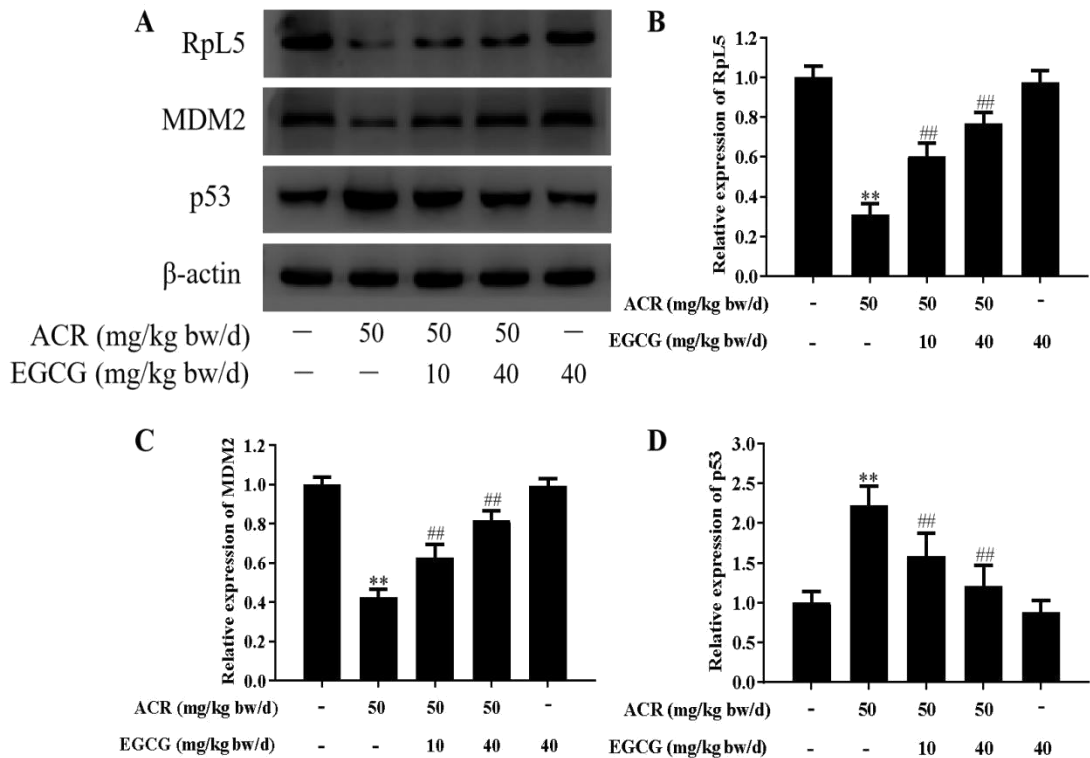 A
RpL5
MDM2
p53
β-actin
ACR (mg/kg bw/d) — 50 50 50 —
EGCG (mg/kg bw/d) — — 10 40 40
B
Relative expression of RpL5
1.2
1.0
0.8
0.6
0.4
0.2
0.0
**
##
##
ACR (mg/kg bw/d) - 50 50 50 -
EGCG (mg/kg bw/d) - - 10 40 40
C
Relative expression of MDM2
1.2
1.0
0.8
0.6
0.4
0.2
0.0
**
##
##
ACR (mg/kg bw/d) - 50 50 50 -
EGCG (mg/kg bw/d) - - 10 40 40
D
Relative expression of p53
3.0
2.5
2.0
1.5
1.0
0.5
0.0
**
##
##
ACR (mg/kg bw/d) - 50 50 50 -
EGCG (mg/kg bw/d) - - 10 40 40